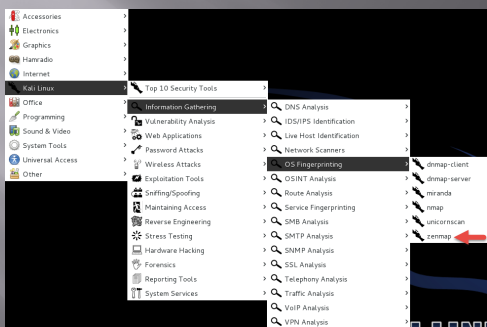 Accessories
Electronics
Graphics
Hamradio
Internet
Kali Linux
Office
Programming
Sound & Video
System Tools
Universal Access
Other
Top 10 Security Tools
Information Gathering
Vulnerability Analysis
Web Applications
Password Attacks
Wireless Attacks
Exploitation Tools
Sniffing/Spoofing
Maintaining Access
Reverse Engineering
Stress Testing
Hardware Hacking
Forensics
Reporting Tools
System Services
DNS Analysis
IDS/IPS Identification
Live Host Identification
Network Scanners
OS Fingerprinting
OSINT Analysis
Route Analysis
Service Fingerprinting
SMB Analysis
SMTP Analysis
SNMP Analysis
SSL Analysis
Telephony Analysis
Traffic Analysis
VoIP Analysis
VPN Analysis
dnmap-client
dnmap-server
miranda
nmap
unicornscan
zenmap